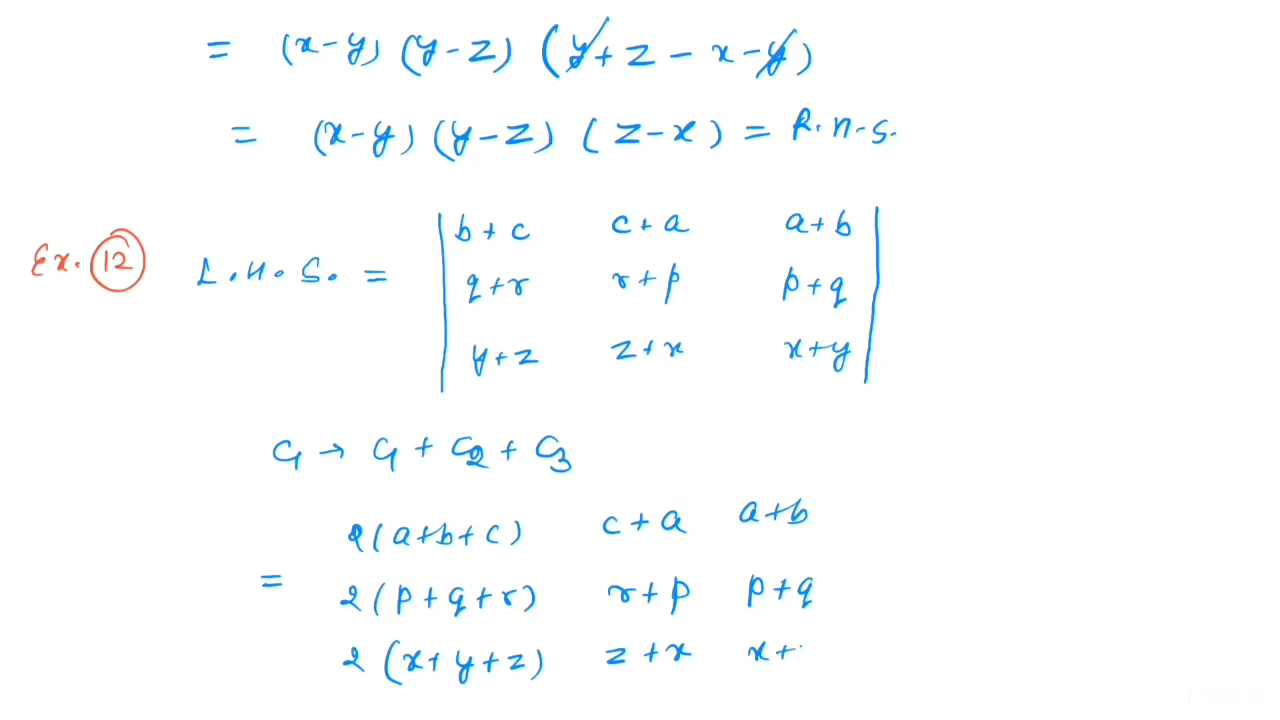 = (x-y) (y-z) (y+z-x-y)
= (x-y) (y-z) (z-x) = R.H.S.
Ex. 12 L.H.S. = | b+c c+a a+b |
q+r r+p p+q
y+z z+x x+y
C1 → C1 + C2 + C3
2(a+b+c) c+a a+b
= 2(p+q+r) r+p p+q
2(x+y+z) z+x x+